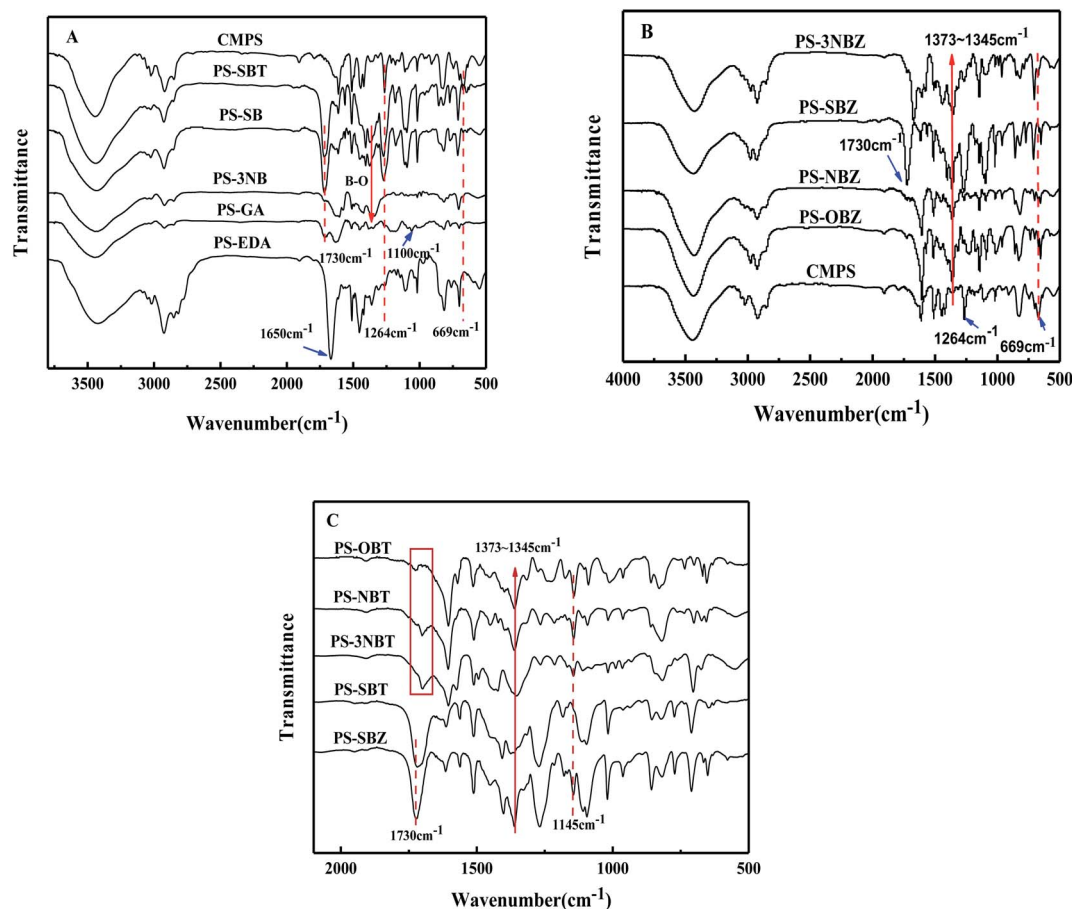 A
CMPS
PS-SBT
PS-SB
PS-3NB
PS-GA
PS-EDA
B-O
1730cm-1
1100cm-1
1650cm-1
1264cm-1
669cm-1
Transmittance
3500 3000 2500 2000 1500 1000 500
Wavenumber(cm-1)
B
PS-3NBZ
1373~1345cm-1
PS-SBZ
1730cm-1
PS-NBZ
PS-OBZ
CMPS
1264cm-1
669cm-1
Transmittance
4000 3500 3000 2500 2000 1500 1000 500
Wavenumber(cm-1)
C
PS-OBT
1373~1345cm-1
PS-NBT
PS-3NBT
PS-SBT
PS-SBZ
1730cm-1
1145cm-1
Transmittance
2000 1500 1000 500
Wavenumber(cm-1)